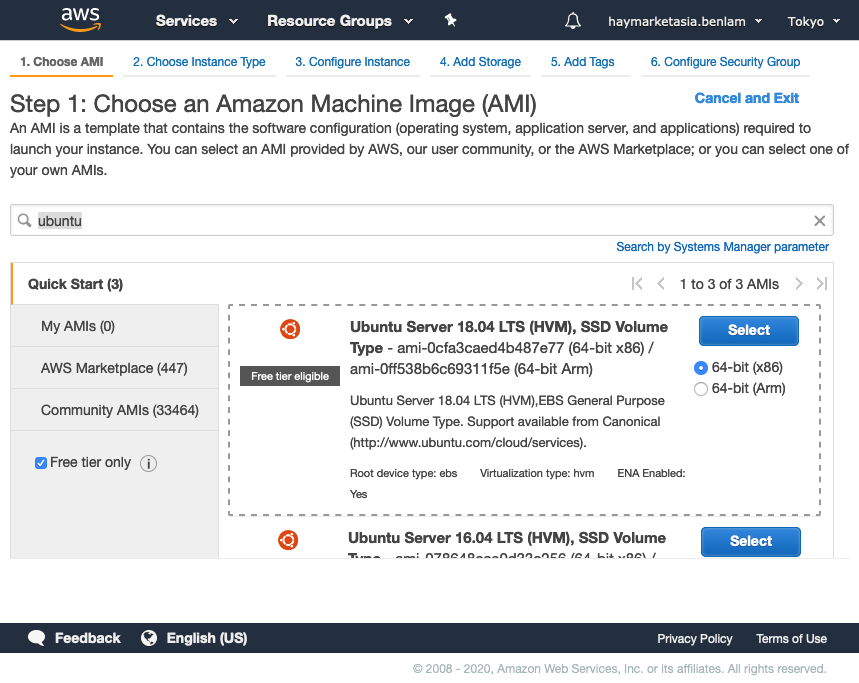 aws
Services
Resource Groups
haymarketasia.benlam
Tokyo
1. Choose AMI
2. Choose Instance Type
3. Configure Instance
4. Add Storage
5. Add Tags
6. Configure Security Group
Step 1: Choose an Amazon Machine Image (AMI)
Cancel and Exit
An AMI is a template that contains the software configuration (operating system, application server, and applications) required to
launch your instance. You can select an AMI provided by AWS, our user community, or the AWS Marketplace; or you can select one of
your own AMIs.
ubuntu
Search by Systems Manager parameter
Quick Start (3)
1 to 3 of 3 AMIs
My AMIs (0)
AWS Marketplace (447)
Community AMIs (33464)
Free tier only
Free tier eligible
Ubuntu Server 18.04 LTS (HVM), SSD Volume
Type - ami-0cfa3caed4b487e77 (64-bit x86) /
ami-0ff538b6c69311f5e (64-bit Arm)
Select
64-bit (x86)
64-bit (Arm)
Ubuntu Server 18.04 LTS (HVM),EBS General Purpose
(SSD) Volume Type. Support available from Canonical
(http://www.ubuntu.com/cloud/services).
Root device type: ebs Virtualization type: hvm ENA Enabled:
Yes
Ubuntu Server 16.04 LTS (HVM), SSD Volume
Select
Feedback
English (US)
Privacy Policy
Terms of Use
© 2008 - 2020, Amazon Web Services, Inc. or its affiliates. All rights reserved.